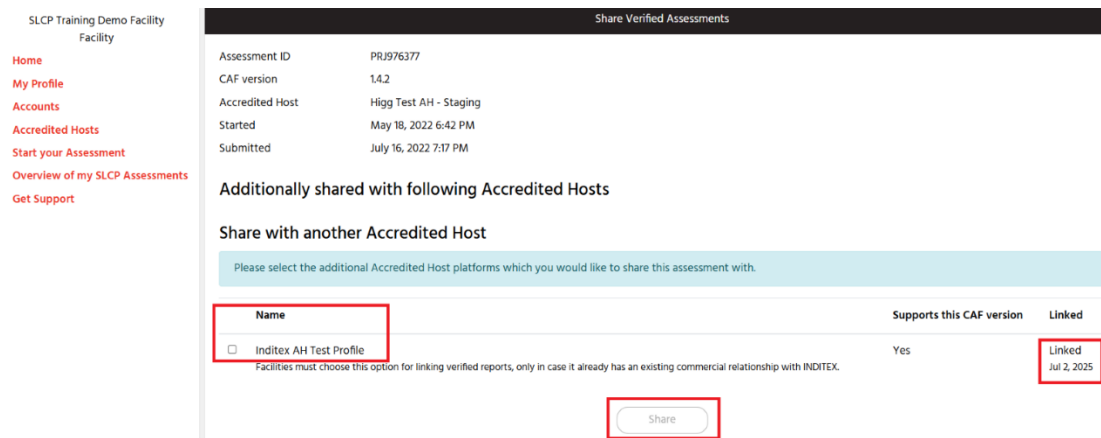 SLCP Training Demo Facility
Facility
Home
My Profile
Accounts
Accredited Hosts
Start your Assessment
Overview of my SLCP Assessments
Get Support
Share Verified Assessments
Assessment ID PRJ976377
CAF version 1.4.2
Accredited Host Higg Test AH - Staging
Started May 18, 2022 6:42 PM
Submitted July 16, 2022 7:17 PM
Additionally shared with following Accredited Hosts
Share with another Accredited Host
Please select the additional Accredited Host platforms which you would like to share this assessment with.
Name Supports this CAF version Linked
Inditex AH Test Profile Yes Linked
Facilities must choose this option for linking verified reports, only in case it already has an existing commercial relationship with INDITEX. Jul 2, 2025
Share